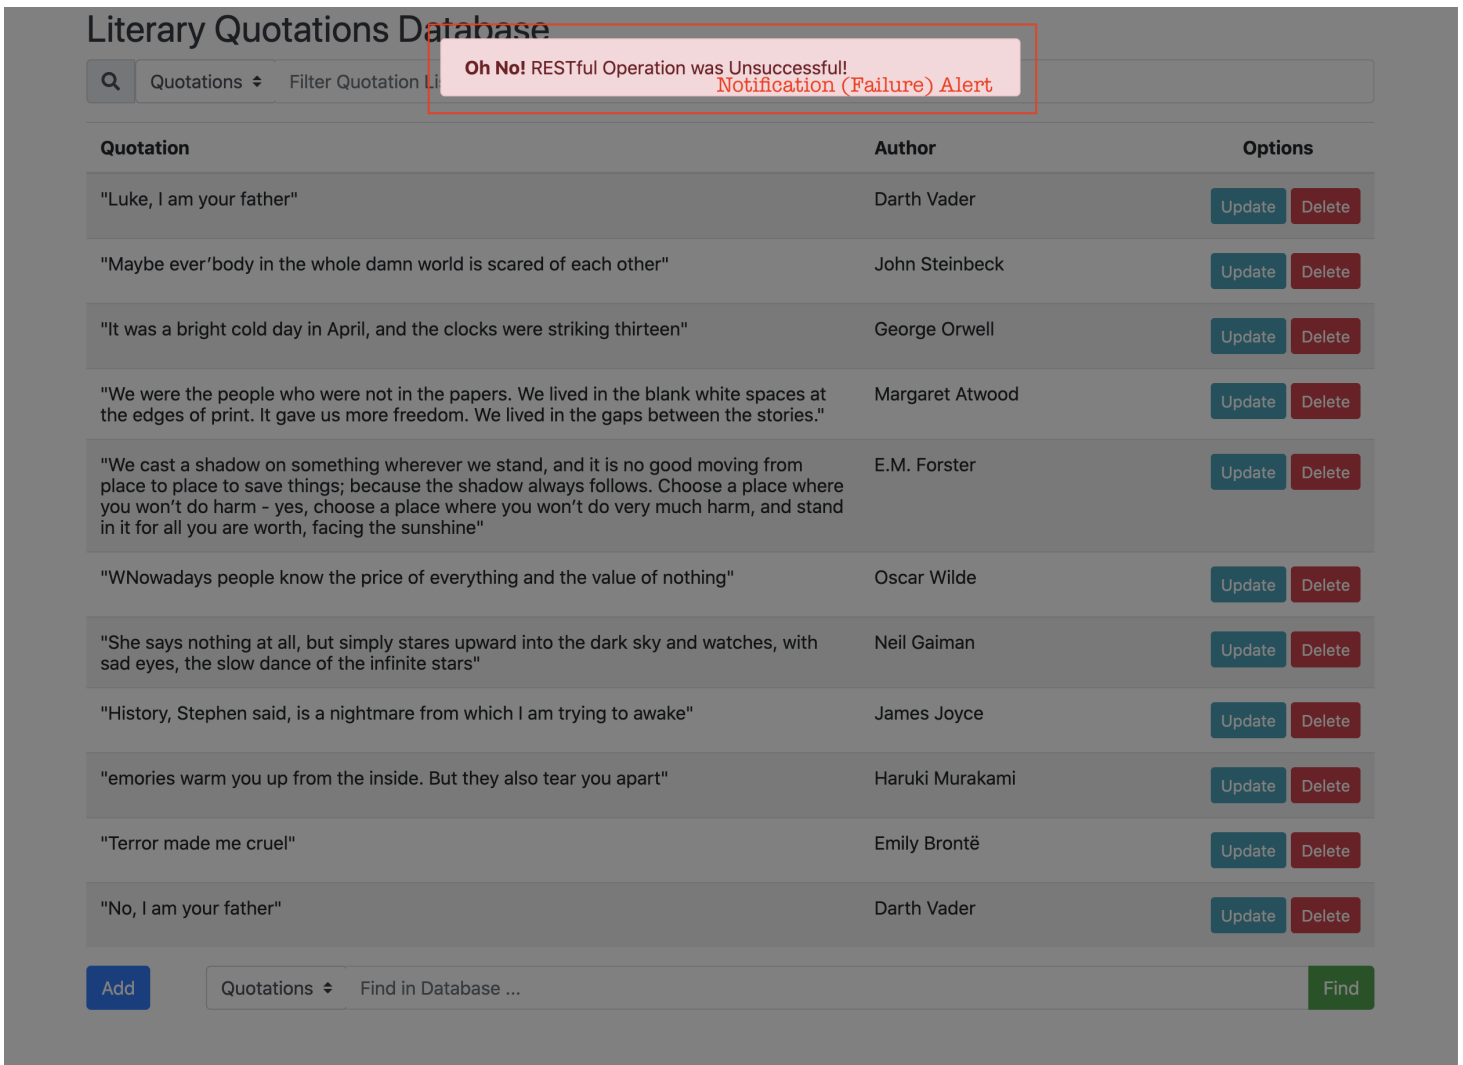 Literary Quotations Database
Oh No! RESTful Operation was Unsuccessful!
Notification (Failure) Alert
Quotations Filter Quotation Li
Quotation Author Options
"Luke, I am your father" Darth Vader Update Delete
"Maybe ever’body in the whole damn world is scared of each other" John Steinbeck Update Delete
"It was a bright cold day in April, and the clocks were striking thirteen" George Orwell Update Delete
"We were the people who were not in the papers. We lived in the blank white spaces at Margaret Atwood Update Delete
the edges of print. It gave us more freedom. We lived in the gaps between the stories."
"We cast a shadow on something wherever we stand, and it is no good moving from E.M. Forster Update Delete
place to place to save things; because the shadow always follows. Choose a place where
you won’t do harm - yes, choose a place where you won’t do very much harm, and stand
in it for all you are worth, facing the sunshine"
"WNowadays people know the price of everything and the value of nothing" Oscar Wilde Update Delete
"She says nothing at all, but simply stares upward into the dark sky and watches, with Neil Gaiman Update Delete
sad eyes, the slow dance of the infinite stars"
"History, Stephen said, is a nightmare from which I am trying to awake" James Joyce Update Delete
"emories warm you up from the inside. But they also tear you apart" Haruki Murakami Update Delete
"Terror made me cruel" Emily Brontë Update Delete
"No, I am your father" Darth Vader Update Delete
Add Quotations Find in Database ... Find